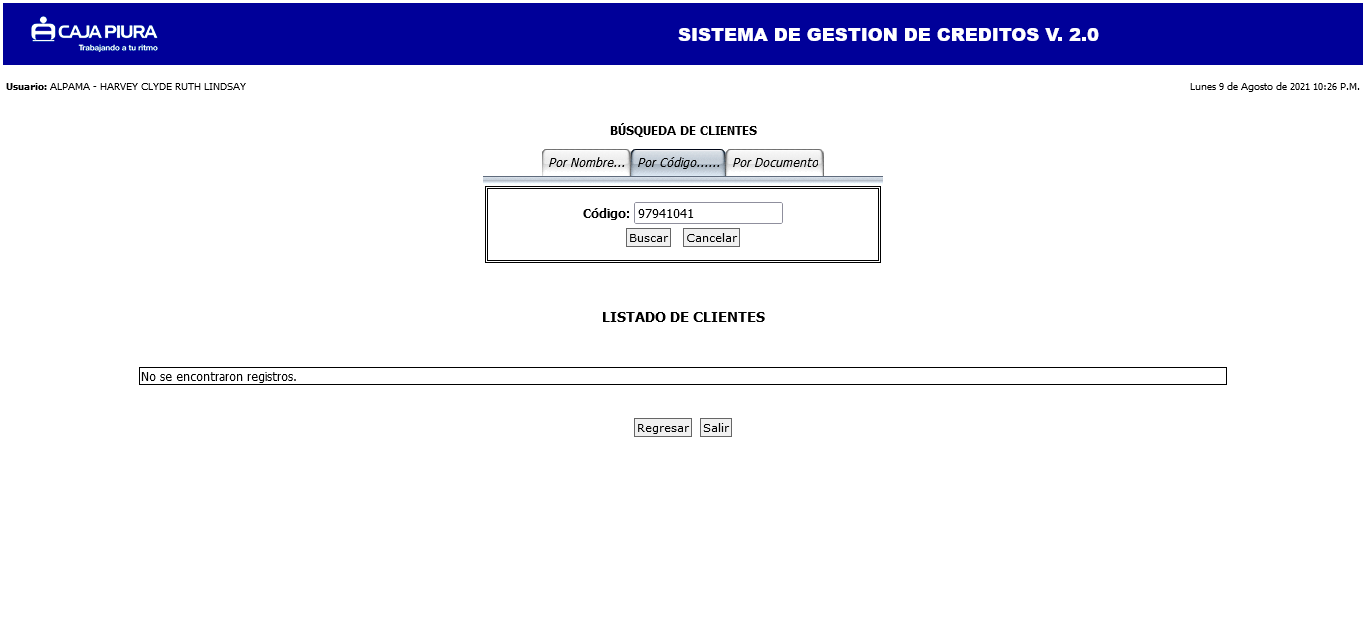 CAJA PIURA
Trabajando a tu ritmo
SISTEMA DE GESTION DE CREDITOS V. 2.0
Usuario: ALPAMA - HARVEY CLYDE RUTH LINDSAY
Lunes 9 de Agosto de 2021 10:26 P.M.
BÚSQUEDA DE CLIENTES
Por Nombre... Por Código...... Por Documento
Código: 97941041
Buscar Cancelar
LISTADO DE CLIENTES
No se encontraron registros.
Regresar Salir